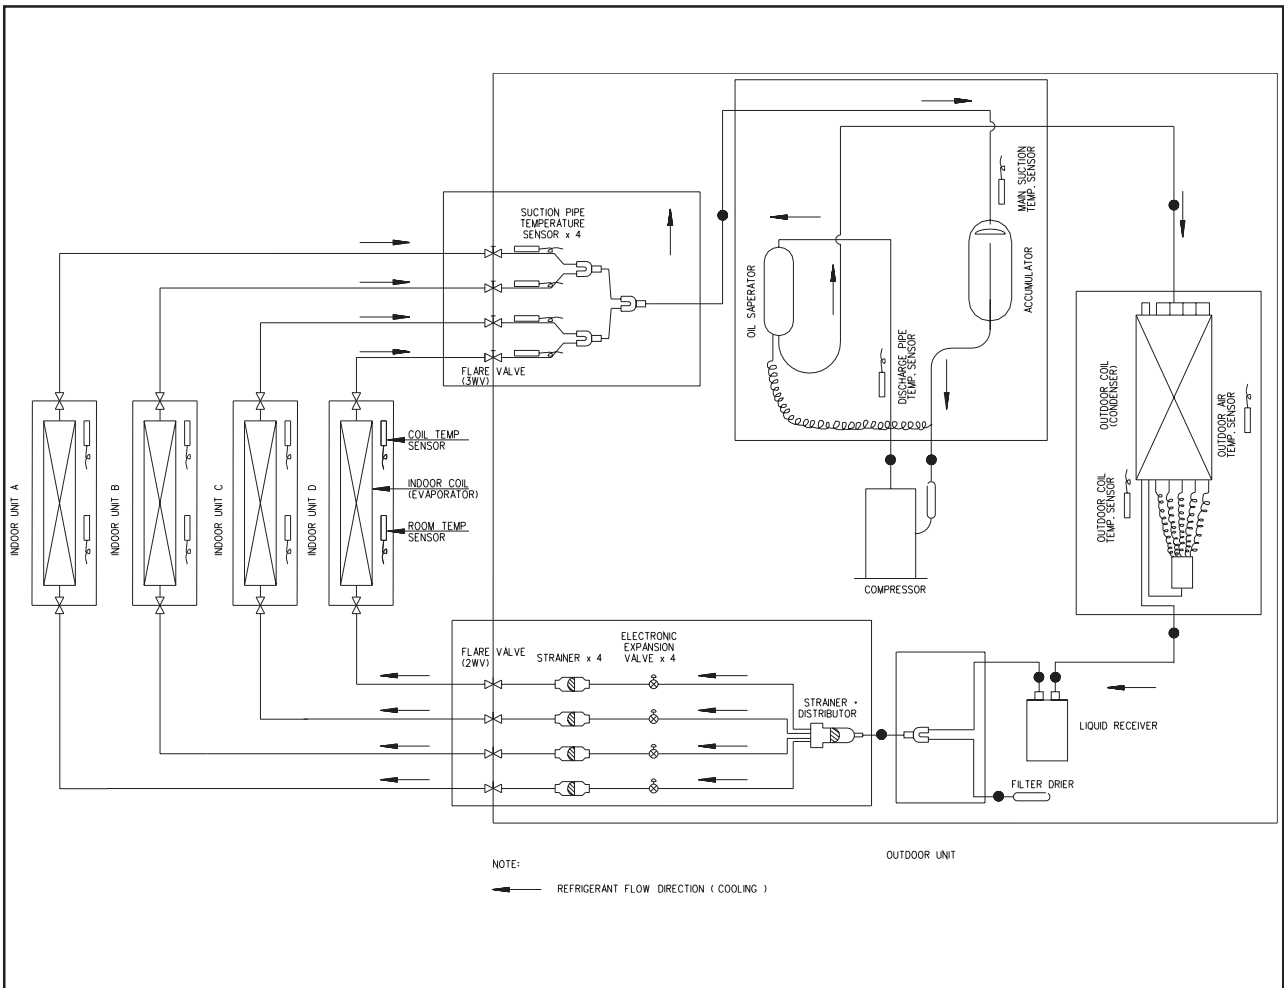 SUCTION PIPE
TEMPERATURE
SENSOR x 4
FLARE VALVE
(3WV)
OIL SAPERATOR
DISCHARGE PIPE
TEMP. SENSOR
MAIN SUCTION
TEMP. SENSOR
ACCUMULATOR
OUTDOOR COIL
(CONDENSER)
OUTDOOR AIR
TEMP. SENSOR
OUTDOOR COIL
TEMP. SENSOR
COMPRESSOR
INDOOR UNIT A
INDOOR UNIT B
INDOOR UNIT C
INDOOR UNIT D
COIL TEMP
SENSOR
INDOOR COIL
(EVAPORATOR)
ROOM TEMP
SENSOR
FLARE VALVE
(2WV)
STRAINER x 4
ELECTRONIC
EXPANSION
VALVE x 4
STRAINER +
DISTRIBUTOR
LIQUID RECEIVER
FILTER DRIER
OUTDOOR UNIT
NOTE:
REFRIGERANT FLOW DIRECTION ( COOLING )